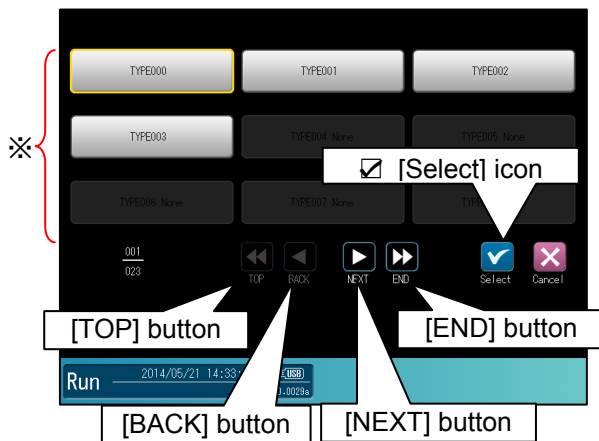 TYPE000 TYPE001 TYPE002
※
TYPE003 TYPE004 None TYPE005 None
☑ [Select] icon
TYPE006 None TYPE007 None
001
023
TOP BACK NEXT END Select Cancel
[TOP] button [END] button
Run 2014/05/21 14:33 USB
.0029a
[BACK] button [NEXT] button